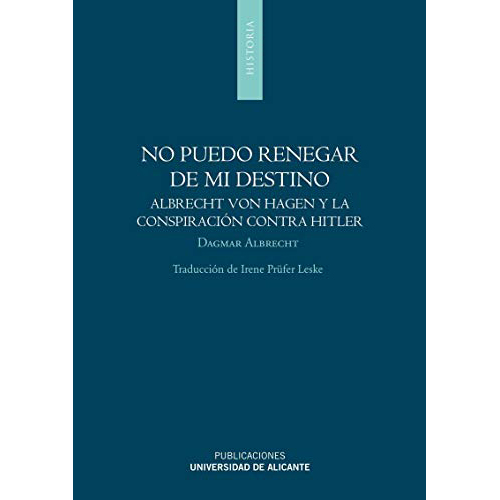 HISTORIA
NO PUEDO RENEGAR
DE MI DESTINO
ALBRECHT VON HAGEN Y LA
CONSPIRACIÓN CONTRA HITLER
DAGMAR ALBRECHT
Traducción de Irene Prüfer Leske
PUBLICACIONES
UNIVERSIDAD DE ALICANTE